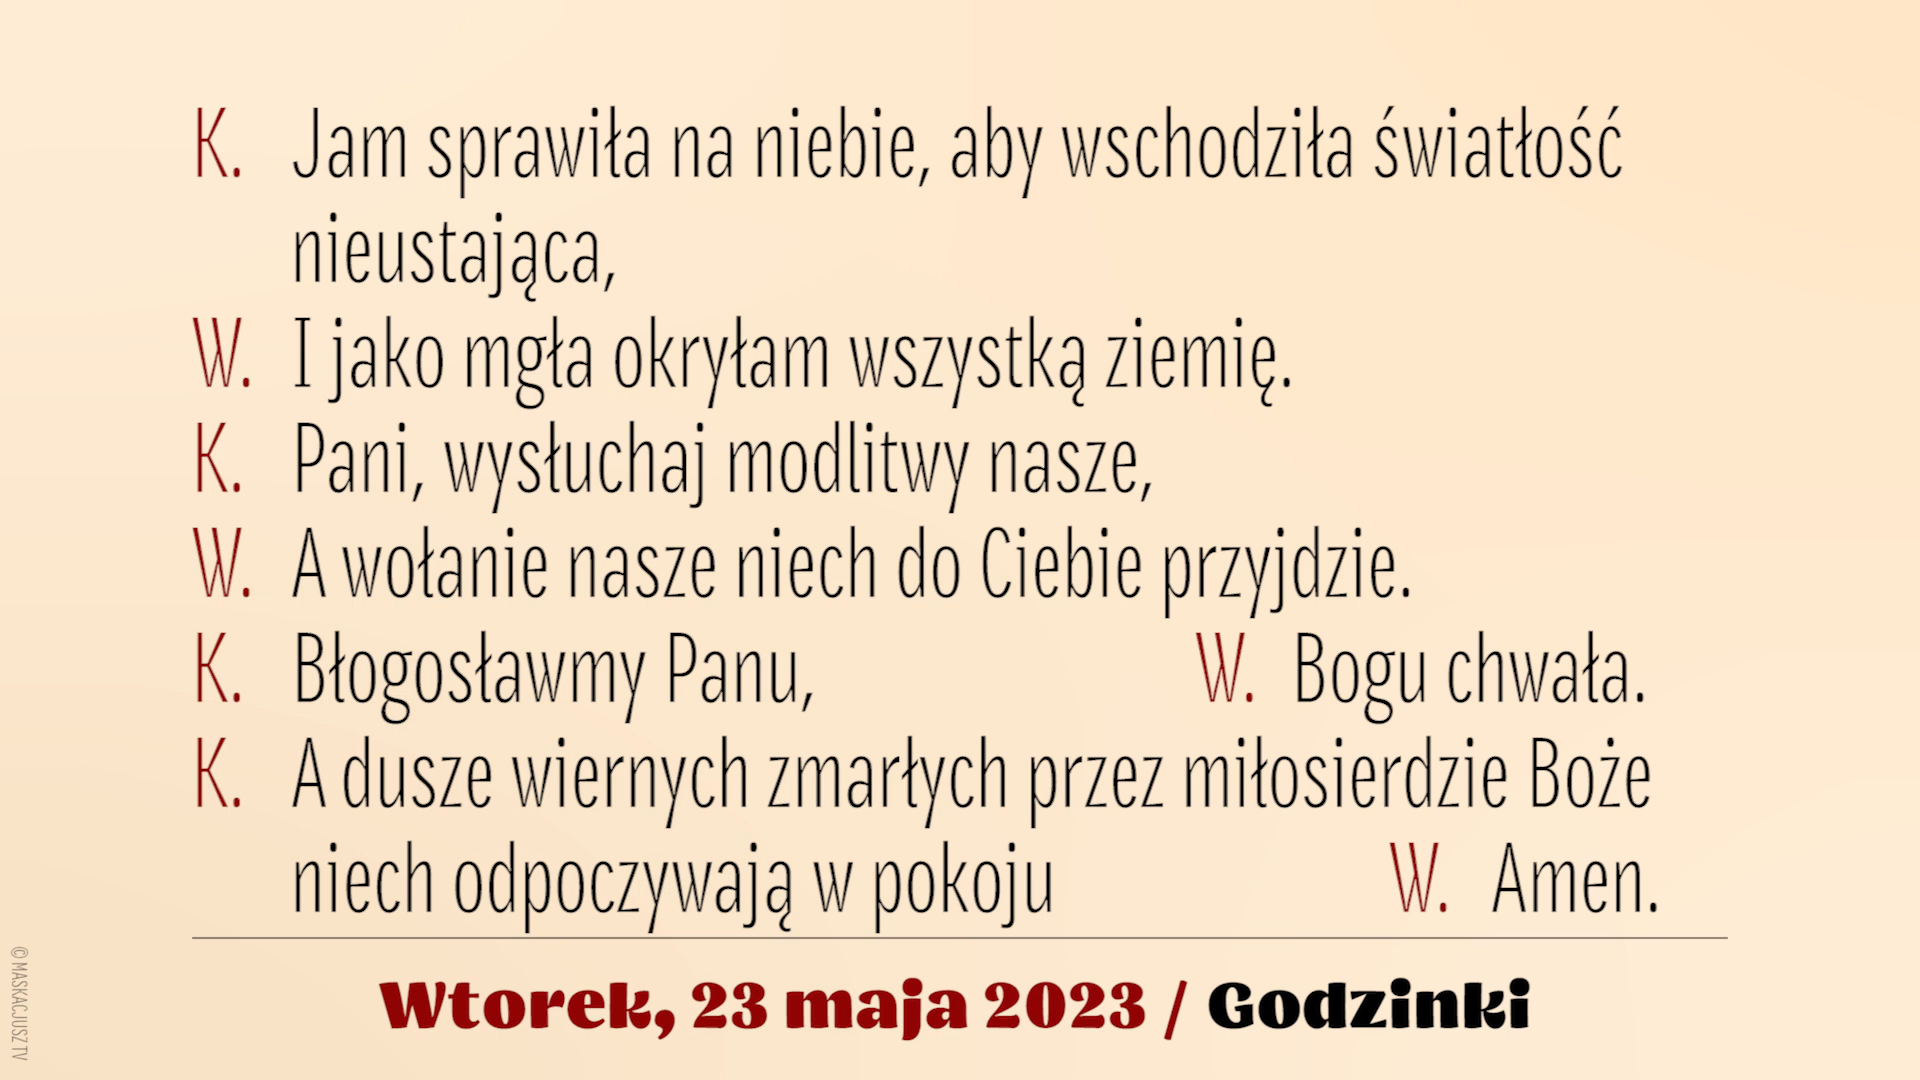 K. Jam sprawiła na niebie, aby wschodziła światłość
nieustająca,
W. I jako mgła okryłam wszystką ziemię.
K. Pani, wysłuchaj modlitwy nasze,
W. A wołanie nasze niech do Ciebie przyjdzie.
K. Błogosławmy Panu, W. Bogu chwała.
K. A dusze wiernych zmarłych przez miłosierdzie Boże
niech odpoczywają w pokoju W. Amen.
Wtorek, 23 maja 2023 / Godzinki
© MASKACJUSZ TV